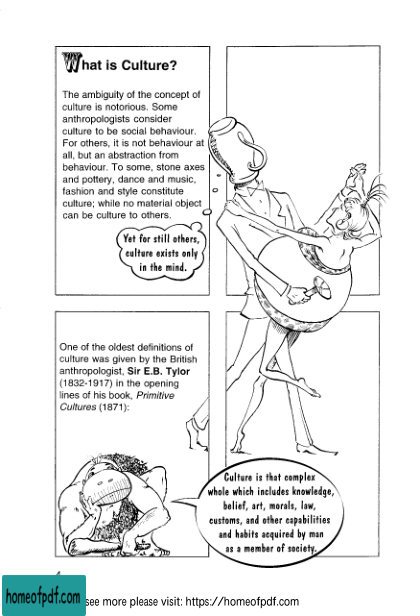 What is Culture?
The ambiguity of the concept of
culture is notorious. Some
anthropologists consider
culture to be social behaviour.
For others, it is not behaviour at
all, but an abstraction from
behaviour. To some, stone axes
and pottery, dance and music,
fashion and style constitute
culture; while no material object
can be culture to others.
Yet for still others,
culture exists only
in the mind.
One of the oldest definitions of
culture was given by the British
anthropologist, Sir E.B. Tylor
(1832-1917) in the opening
lines of his book, Primitive
Cultures (1871):
Culture is that complex
whole which includes knowledge,
belief, art, morals, law,
customs, and other capabilities
and habits acquired by man
as a member of society.
homeofpdf.com
see more please visit: https://homeofpdf.com